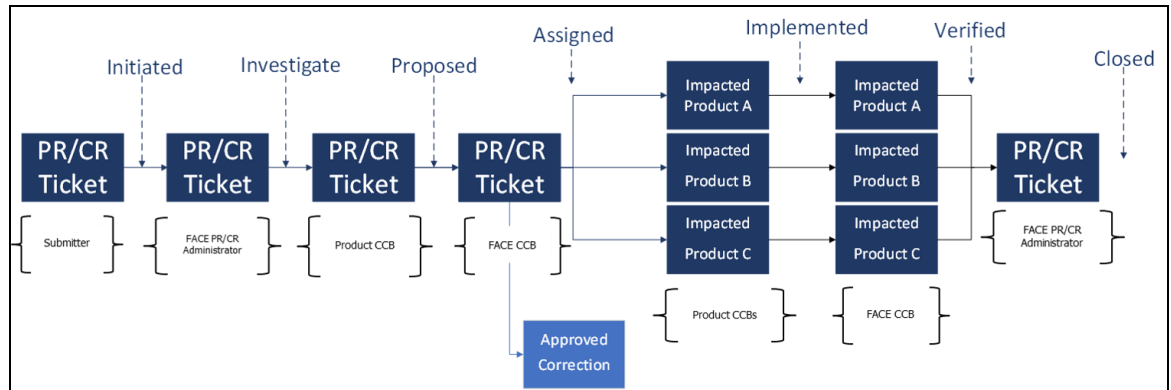 Assigned
Implemented
Verified
Initiated
Investigate
Proposed
Closed
Impacted
Product A
Impacted
Product A
PR/CR
Ticket
PR/CR
Ticket
PR/CR
Ticket
PR/CR
Ticket
Impacted
Product B
Impacted
Product B
PR/CR
Ticket
Impacted
Product C
Impacted
Product C
Submitter
FACE PR/CR
Administrator
Product CCB
FACE CCB
FACE PR/CR
Administrator
Product CCBs
FACE CCB
Approved
Correction